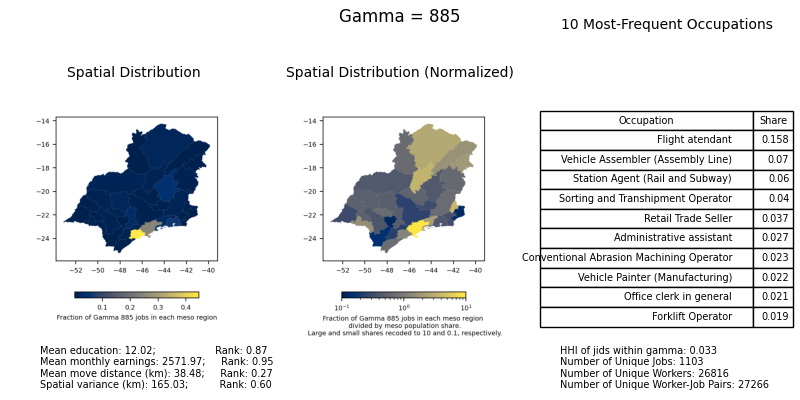 Gamma = 885
10 Most-Frequent Occupations
Spatial Distribution
Spatial Distribution (Normalized)
−14
−16
−18
−20
−22
−24
−52 −50 −48 −46 −44 −42 −40
0.1 0.2 0.3 0.4
Fraction of Gamma 885 jobs in each meso region
−14
−16
−18
−20
−22
−24
−52 −50 −48 −46 −44 −42 −40
10⁻¹ 10⁰ 10¹
Fraction of Gamma 885 jobs in each meso region
divided by meso population share.
Large and small shares recoded to 10 and 0.1, respectively.
Occupation Share
Flight atendant 0.158
Vehicle Assembler (Assembly Line) 0.07
Station Agent (Rail and Subway) 0.06
Sorting and Transhipment Operator 0.04
Retail Trade Seller 0.037
Administrative assistant 0.027
Conventional Abrasion Machining Operator 0.023
Vehicle Painter (Manufacturing) 0.022
Office clerk in general 0.021
Forklift Operator 0.019
Mean education: 12.02; Rank: 0.87
Mean monthly earnings: 2571.97; Rank: 0.95
Mean move distance (km): 38.48; Rank: 0.27
Spatial variance (km): 165.03; Rank: 0.60
HHI of jids within gamma: 0.033
Number of Unique Jobs: 1103
Number of Unique Workers: 26816
Number of Unique Worker-Job Pairs: 27266